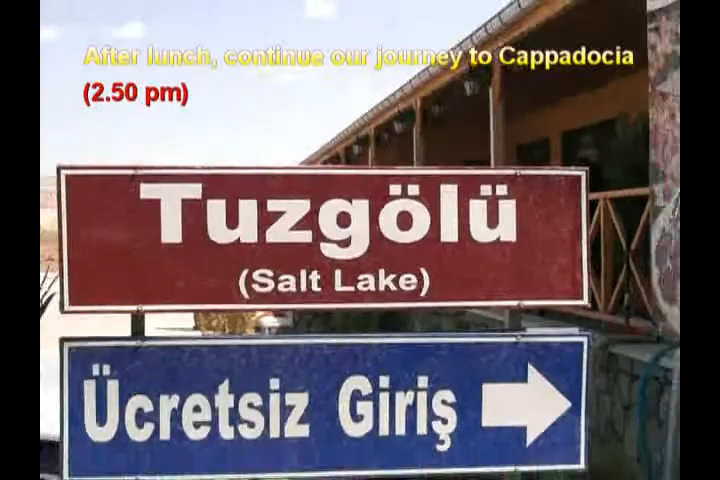 After lunch, continue our journey to Cappadocia
(2.50 pm)
Tuzgölü
(Salt Lake)
Ücretsiz Giriş